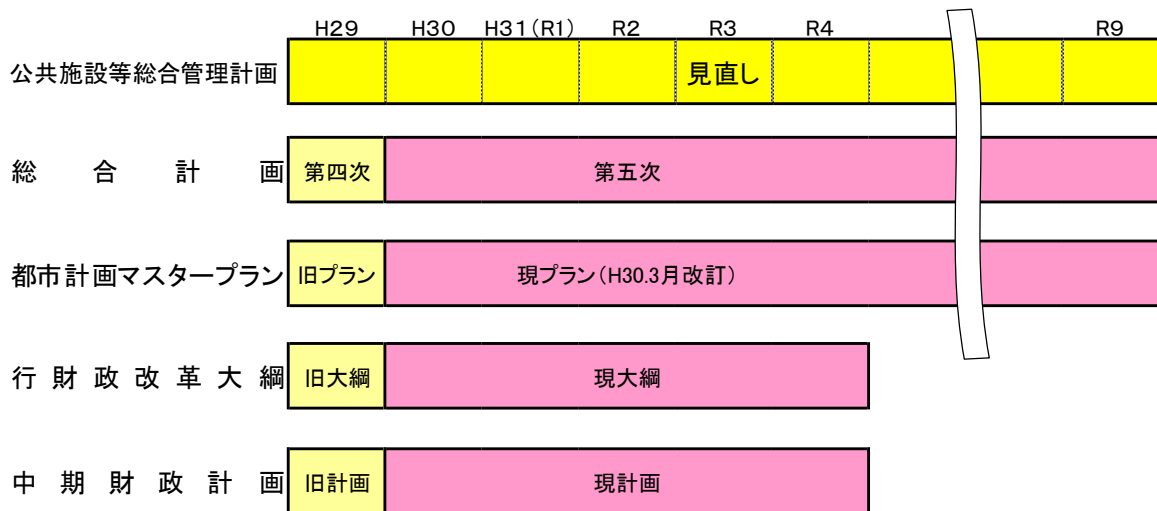 H29 H30 H31(R1) R2 R3 R4 R9
公共施設等総合管理計画 見直し
総合計画 第四次 第五次
都市計画マスタープラン 旧プラン 現プラン(H30.3月改訂)
行財政改革大綱 旧大綱 現大綱
中期財政計画 旧計画 現計画